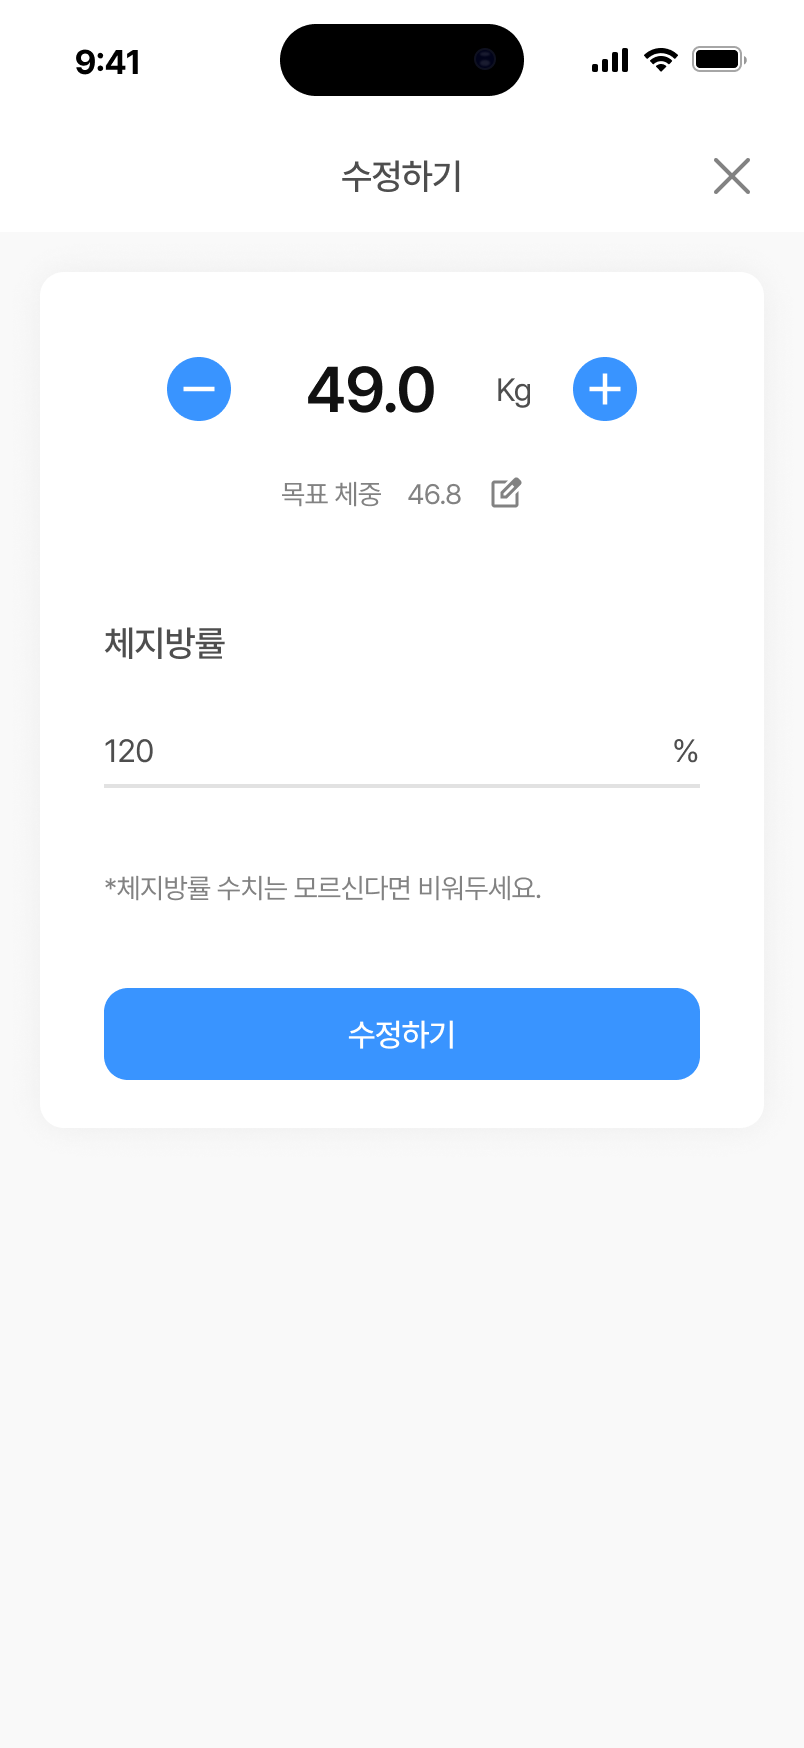 9:41
수정하기
49.0 Kg
목표 체중 46.8
체지방률
120 %
*체지방률 수치는 모르신다면 비워두세요.
수정하기